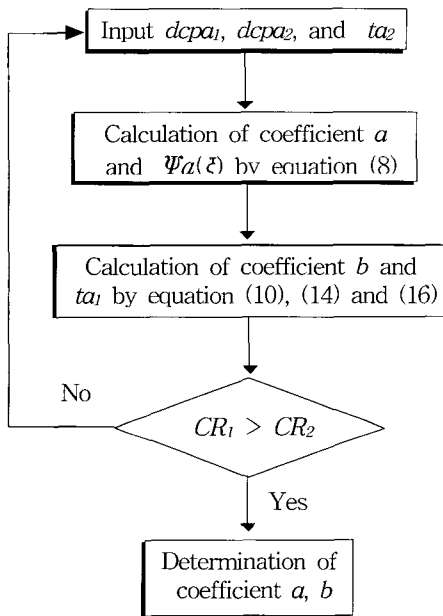 Input dcpa₁, dcpa₂, and ta₂
Calculation of coefficient a
and Ψa(ξ) by equation (8)
Calculation of coefficient b and
ta₁ by equation (10), (14) and (16)
No
CR₁ > CR₂
Yes
Determination of
coefficient a, b